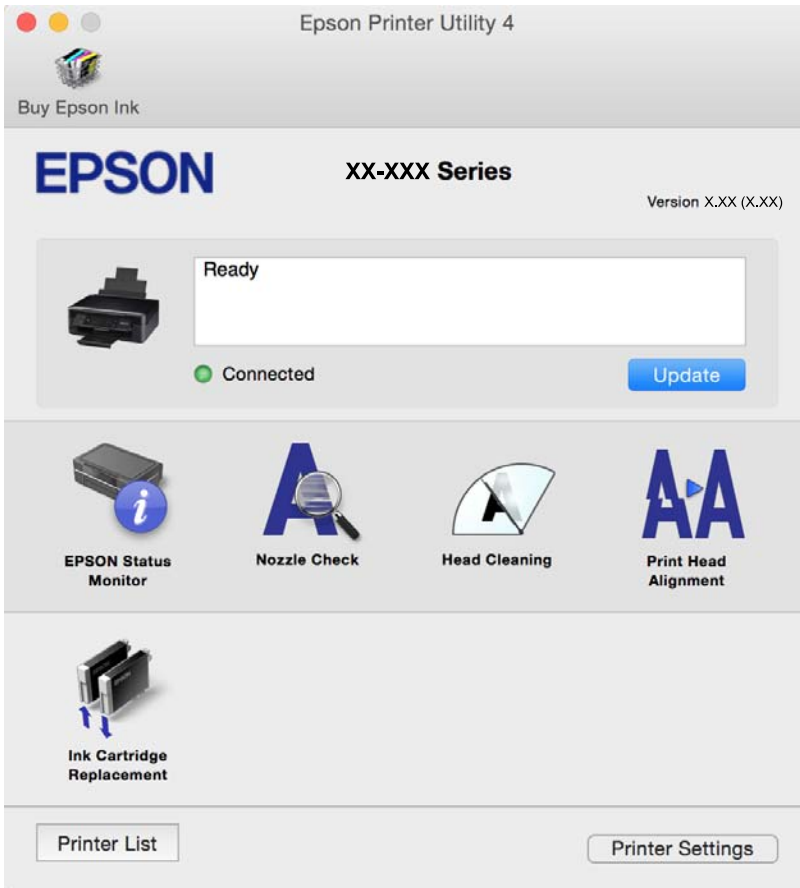 Epson Printer Utility 4
Buy Epson Ink
EPSON
XX-XXX Series
Version X.XX (X.XX)
Ready
Connected
Update
EPSON Status
Monitor
Nozzle Check
Head Cleaning
Print Head
Alignment
Ink Cartridge
Replacement
Printer List
Printer Settings